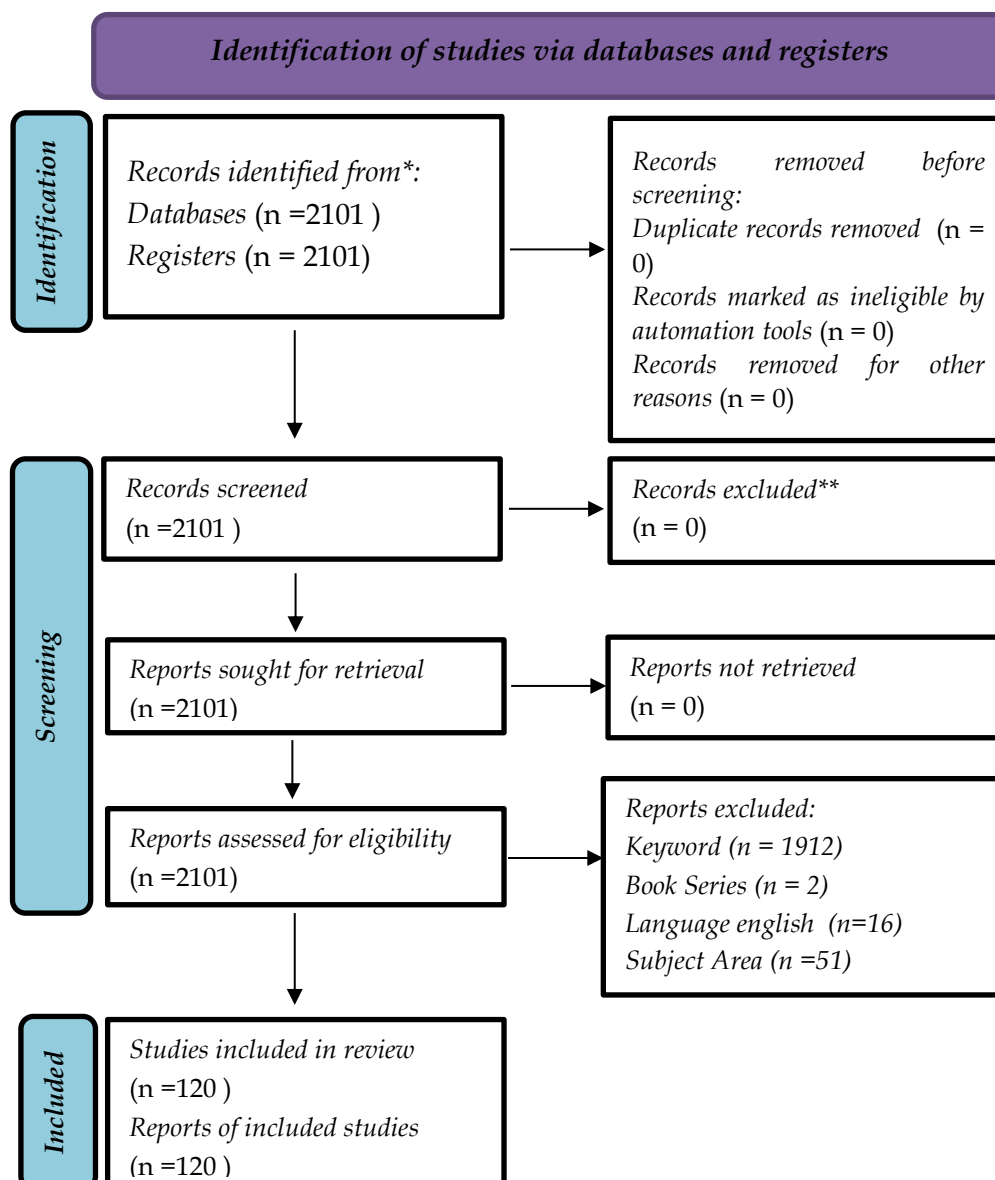 Identification of studies via databases and registers
Identification
Records identified from*:
Databases (n =2101 )
Registers (n = 2101)
Records removed before
screening:
Duplicate records removed (n =
0)
Records marked as ineligible by
automation tools (n = 0)
Records removed for other
reasons (n = 0)
Screening
Records screened
(n =2101 )
Records excluded**
(n = 0)
Reports sought for retrieval
(n =2101)
Reports not retrieved
(n = 0)
Reports assessed for eligibility
(n =2101)
Reports excluded:
Keyword (n = 1912)
Book Series (n = 2)
Language english (n=16)
Subject Area (n =51)
Included
Studies included in review
(n =120 )
Reports of included studies
(n =120 )